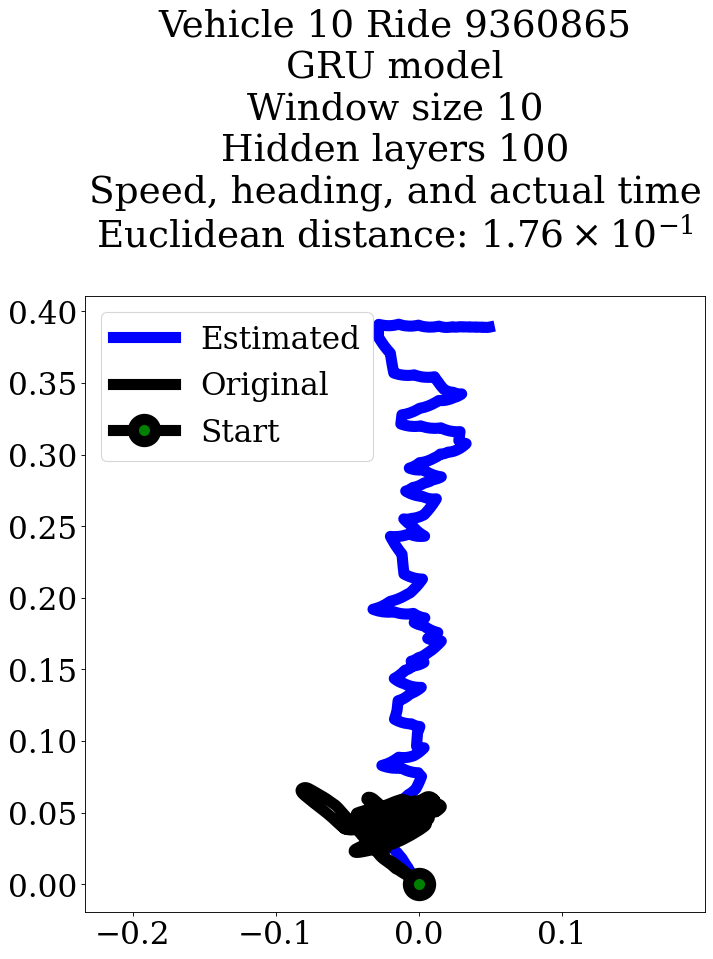 Vehicle 10 Ride 9360865
GRU model
Window size 10
Hidden layers 100
Speed, heading, and actual time
Euclidean distance: 1.76 × 10⁻¹
0.40
0.35
0.30
0.25
0.20
0.15
0.10
0.05
0.00
Estimated
Original
Start
−0.2 −0.1 0.0 0.1